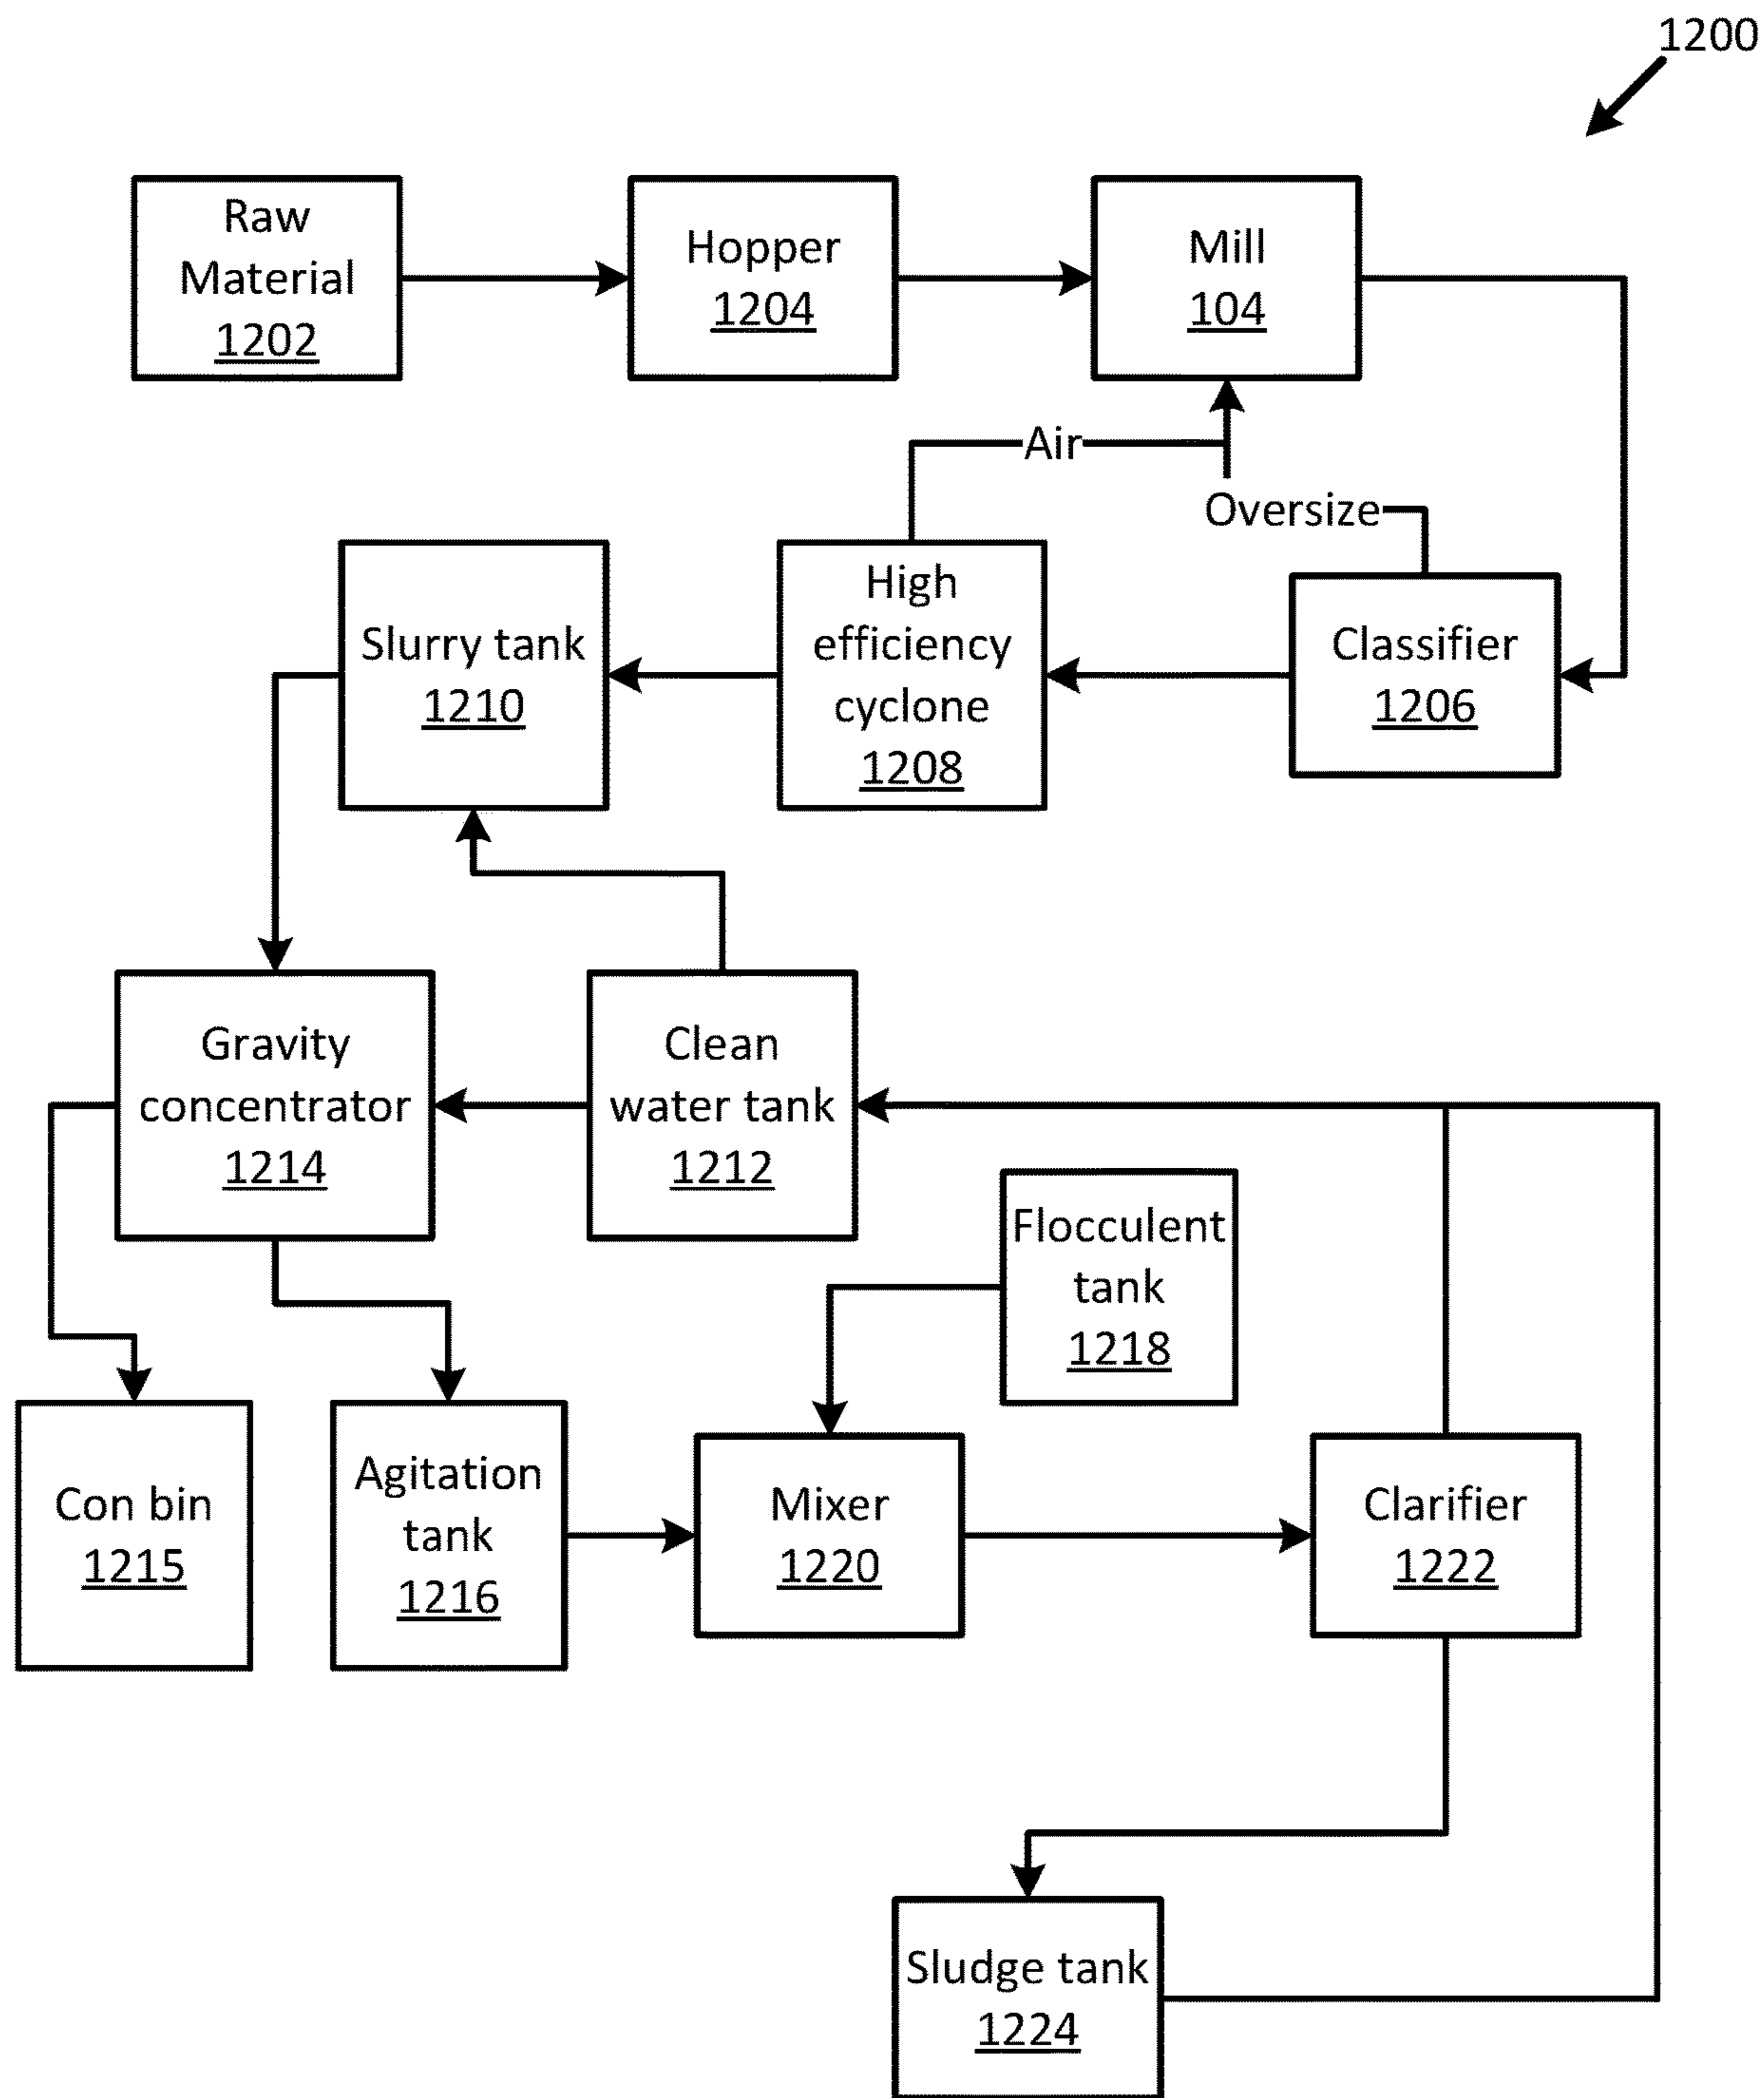 1200
Raw
Material
1202
Hopper
1204
Mill
104
Air
Oversize
Slurry tank
1210
High
efficiency
cyclone
1208
Classifier
1206
Gravity
concentrator
1214
Clean
water tank
1212
Flocculent
tank
1218
Con bin
1215
Agitation
tank
1216
Mixer
1220
Clarifier
1222
Sludge tank
1224